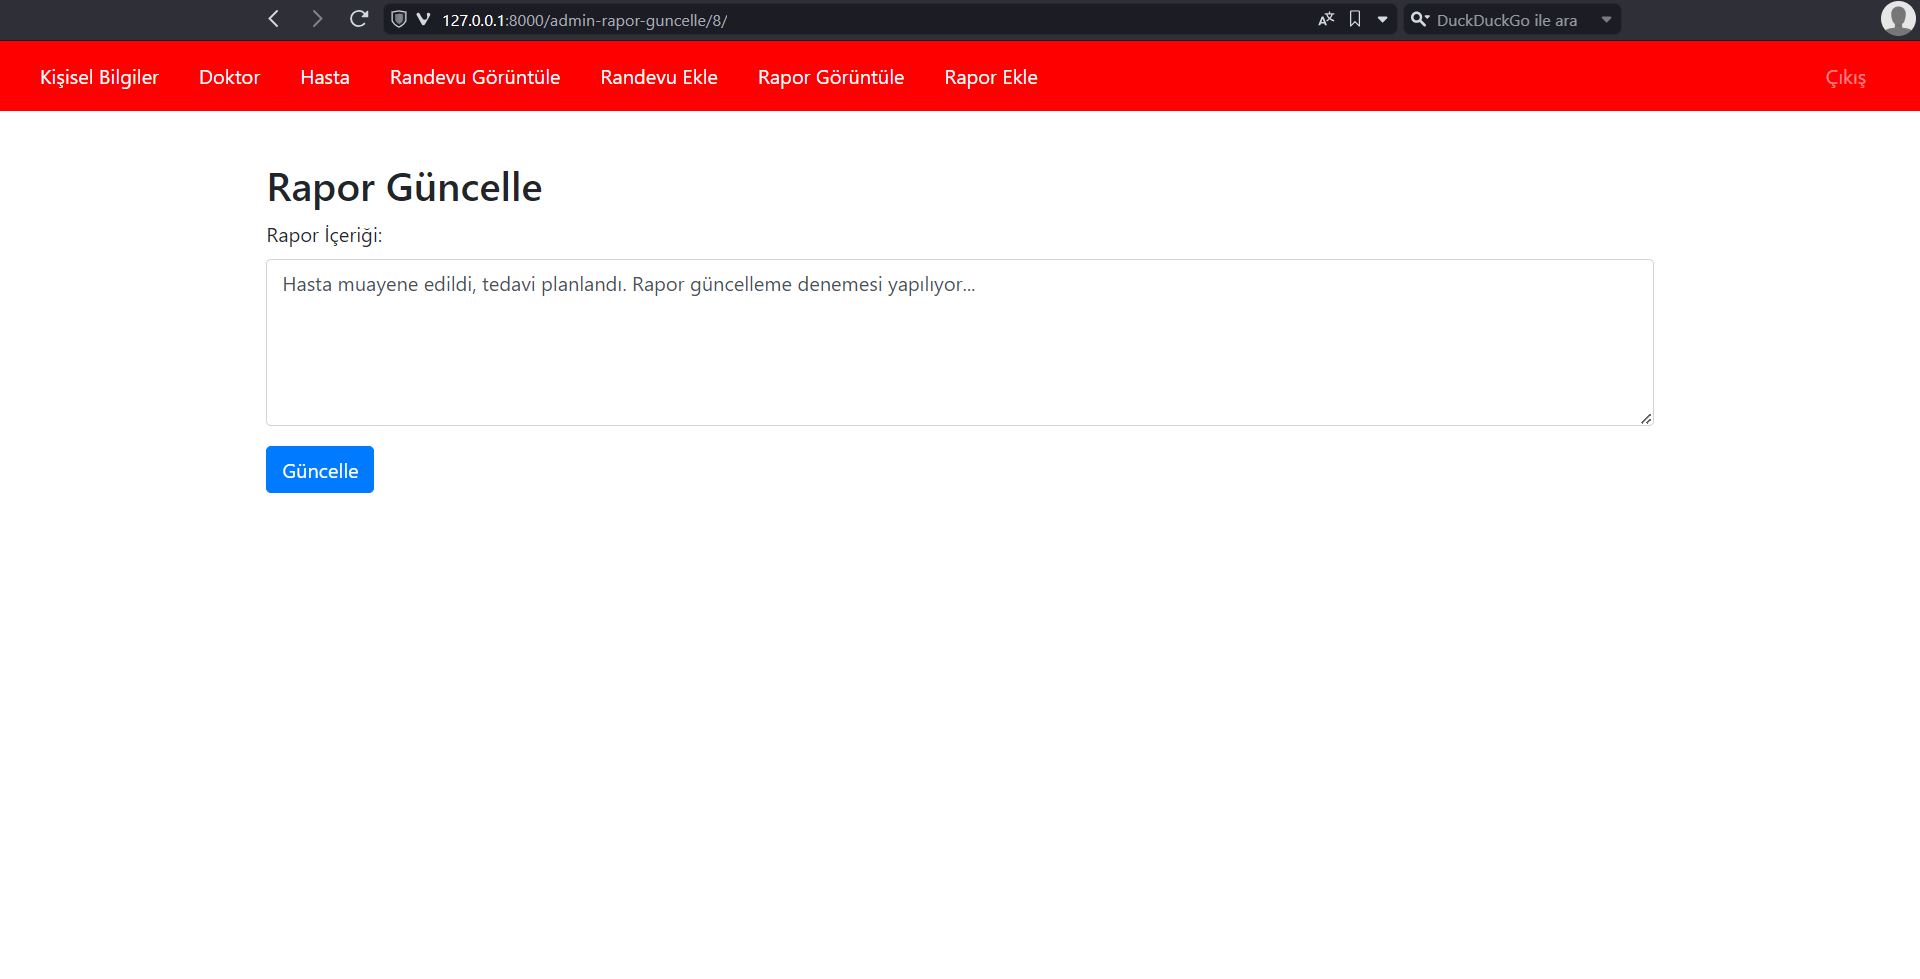 127.0.0.1:8000/admin-rapor-guncelle/8/
DuckDuckGo ile ara
Kişisel Bilgiler Doktor Hasta Randevu Görüntüle Randevu Ekle Rapor Görüntüle Rapor Ekle Çıkış
Rapor Güncelle
Rapor İçeriği:
Hasta muayene edildi, tedavi planlandı. Rapor güncelleme denemesi yapılıyor...
Güncelle